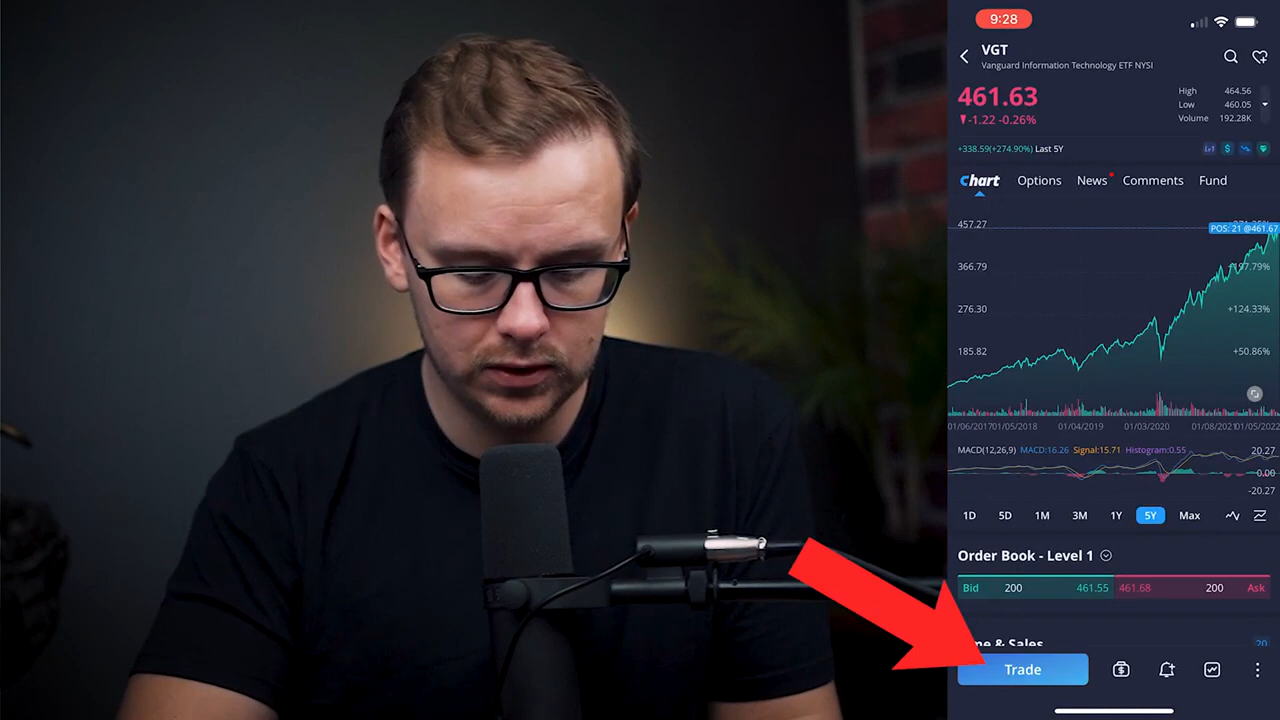 9:28
VGT
Vanguard Information Technology ETF NYSI
461.63
-1.22 -0.26%
High 464.56
Low 460.05
Volume 192.28K
+338.59(+274.90%) Last 5Y
Chart Options News Comments Fund
457.27
POS: 21 @461.67
366.79 +197.79%
276.30 +124.33%
185.82 +50.86%
01/06/2017 01/05/2018 01/04/2019 01/03/2020 01/08/2021 01/05/2022
MACD(12,26,9) MACD:16.26 Signal:15.71 Histogram:0.55 20.27
0.00
-20.27
1D 5D 1M 3M 1Y 5Y Max
Order Book - Level 1
Bid 200 461.55 461.68 200 Ask
& Sales 20
Trade